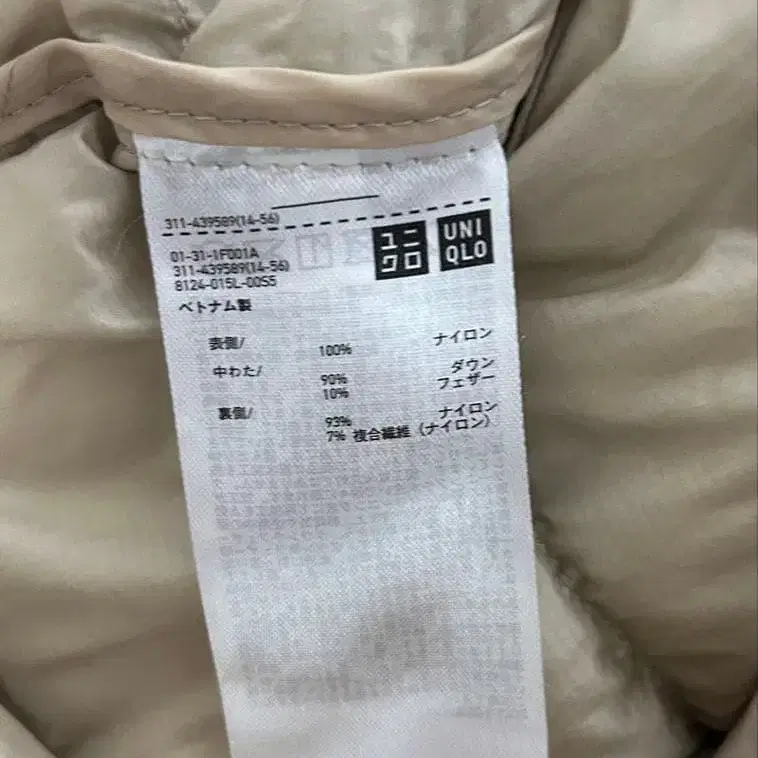 311-439589(14-56)
ユニクロ
UNIQLO
01-31-1F001A
311-439589(14-56)
8124-015L-00S5
ベトナム製
表側/ 100% ナイロン
中わた/ 90% ダウン
10% フェザー
裏側/ 93% ナイロン
7% 複合繊維（ナイロン）